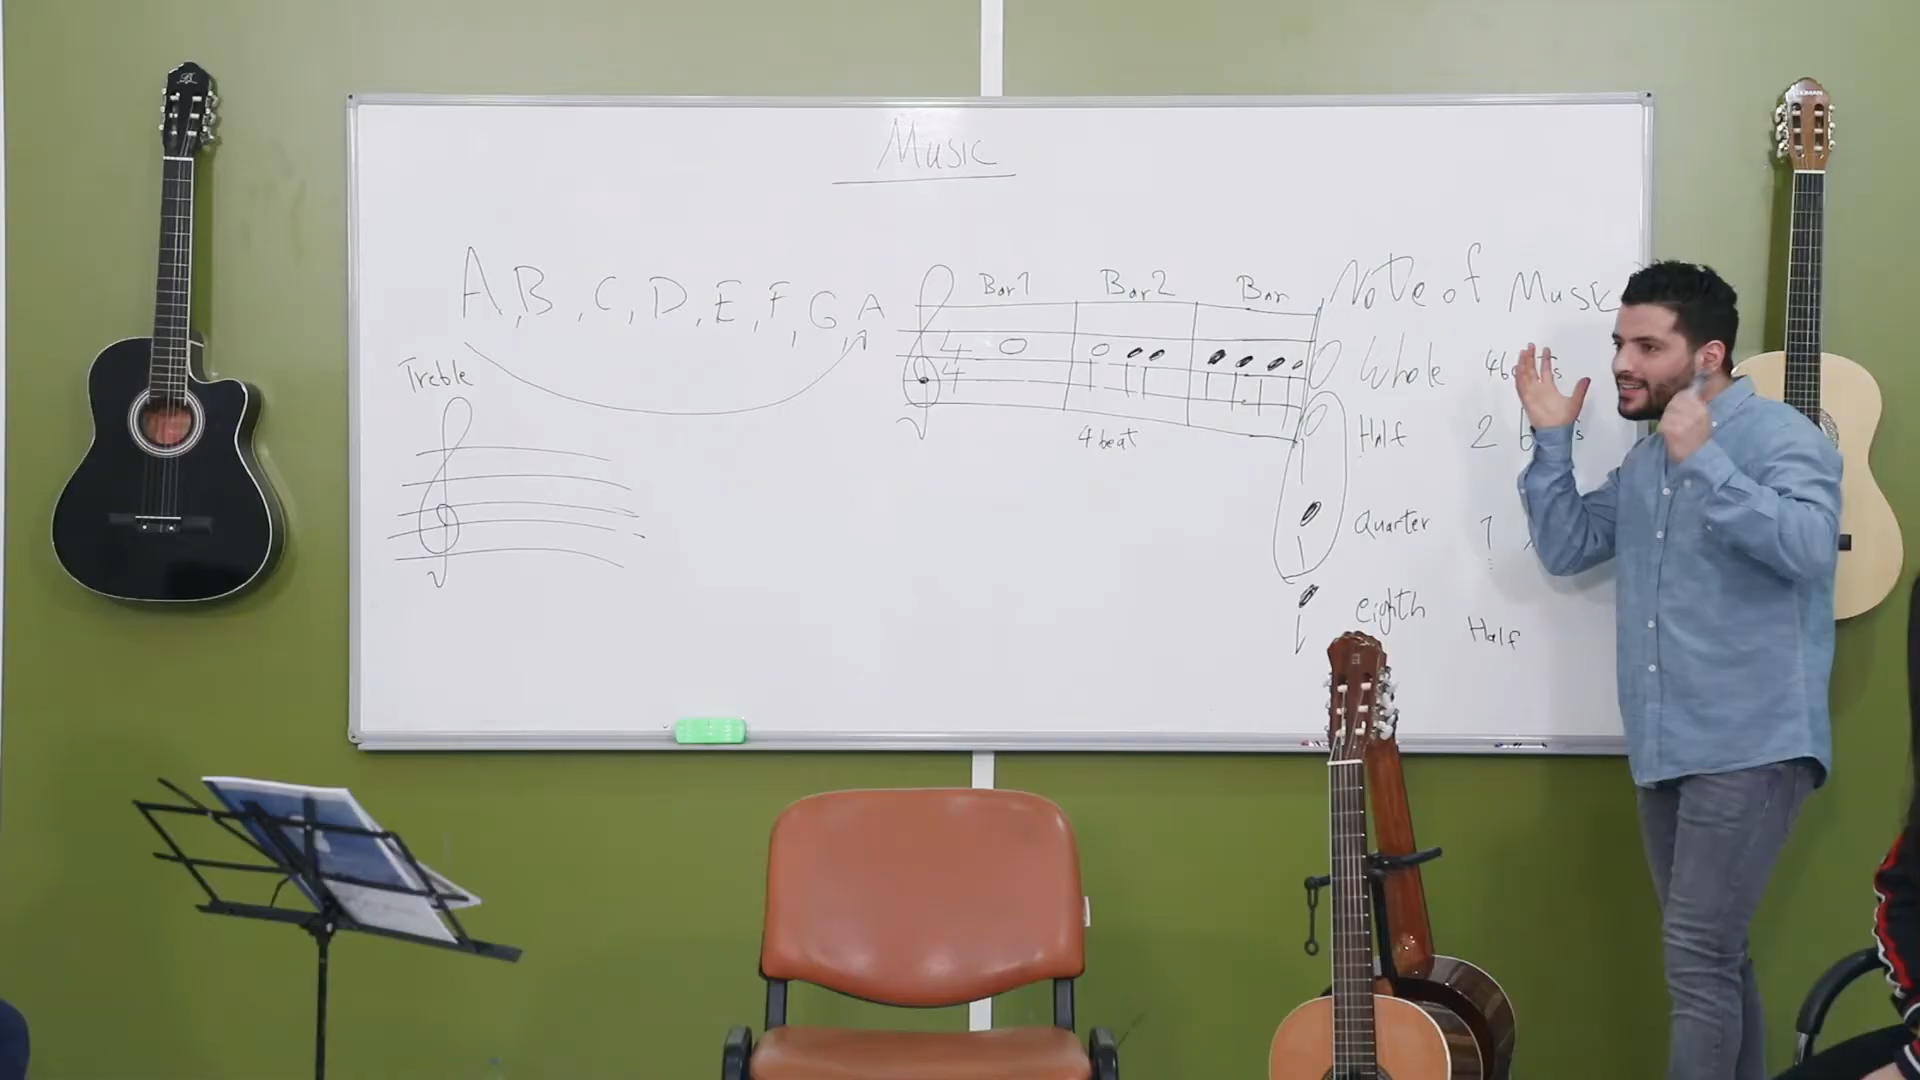 Music
A, B, C, D, E, F, G, A
Treble
Bar 1 Bar 2 Bar
4
4
4 beat
Note of Music
Whole
Half 2
Quarter 1
eighth Half